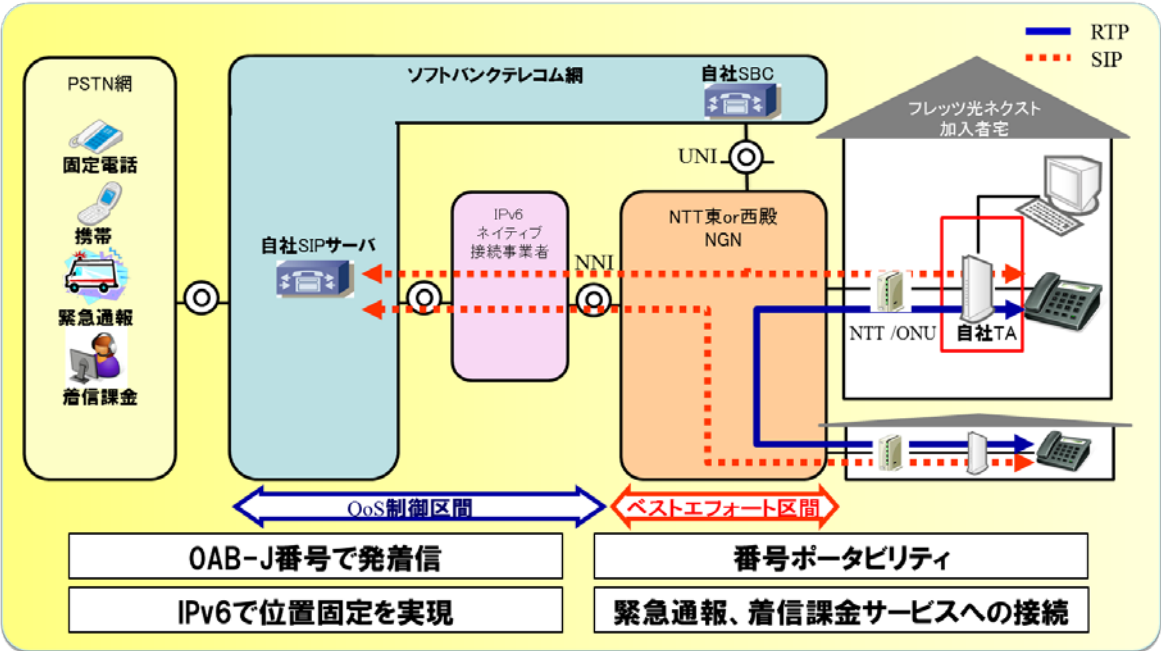 RTP
SIP
PSTN網
固定電話
携帯
緊急通報
着信課金
ソフトバンクテレコム網
自社SBC
UNI
自社SIPサーバ
IPv6
ネイティブ
接続事業者
NNI
NTT東or西殿
NGN
フレッツ光ネクスト
加入者宅
NTT /ONU
自社TA
QoS制御区間
ベストエフォート区間
0AB-J番号で発着信
番号ポータビリティ
IPv6で位置固定を実現
緊急通報、着信課金サービスへの接続